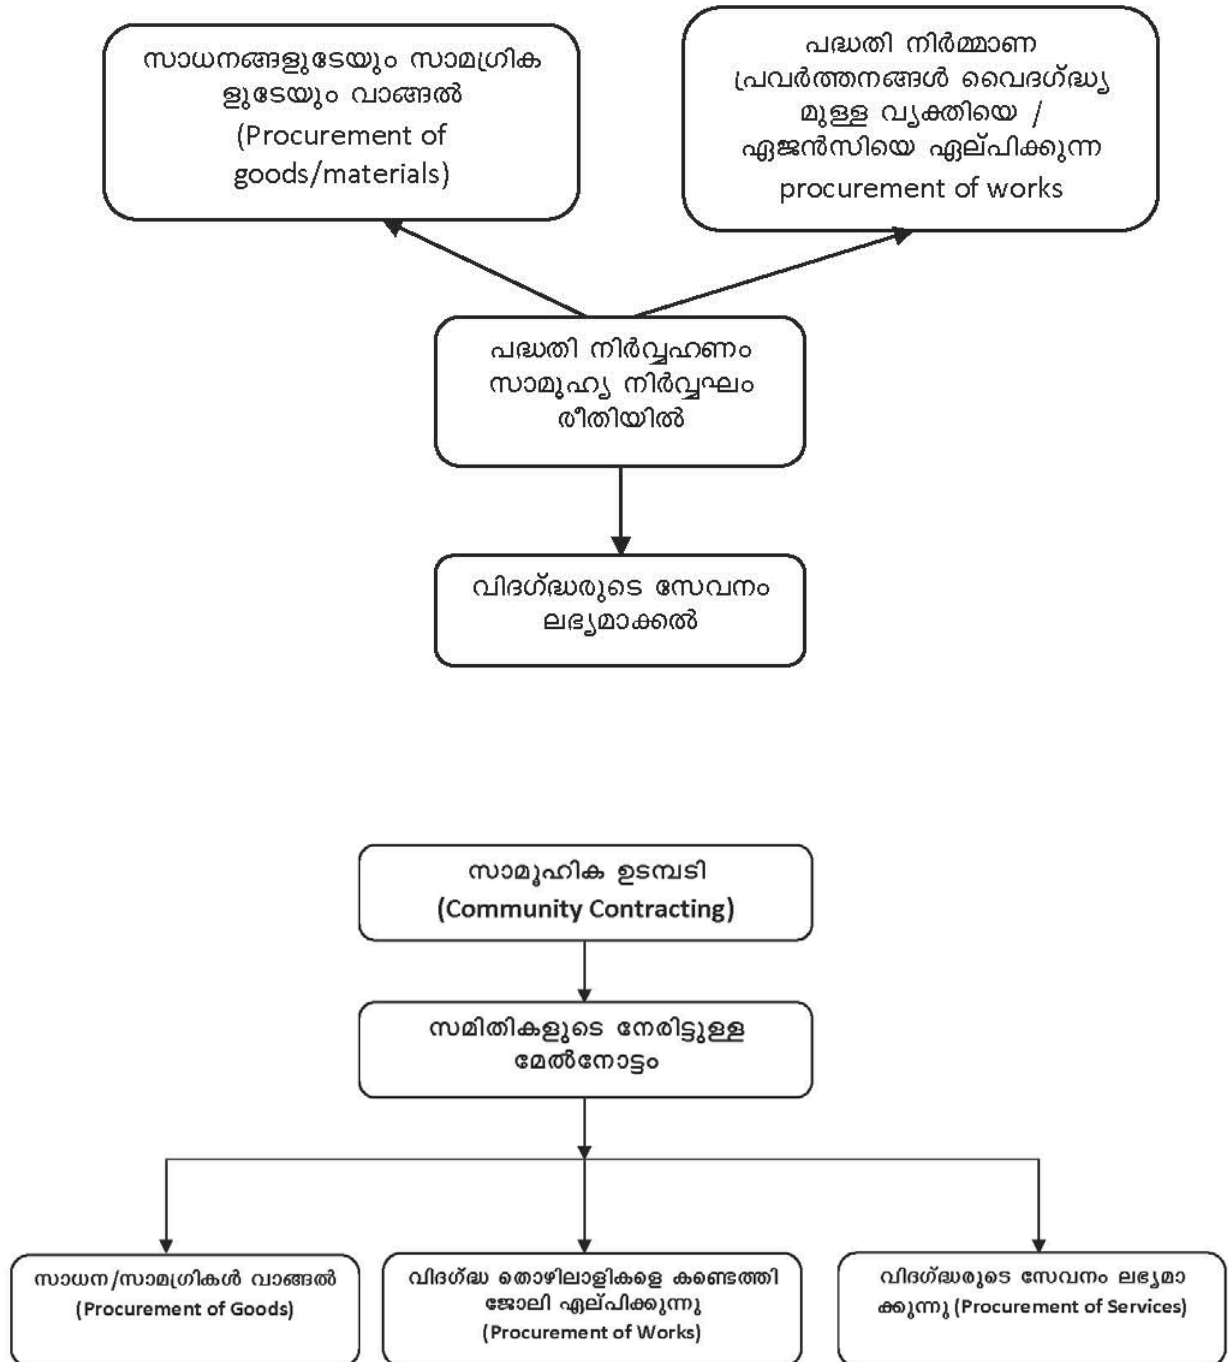 സാധനങ്ങളുടേയും സാമഗ്രിക
ളുടേയും വാങ്ങൽ
(Procurement of
goods/materials)
പദ്ധതി നിർമ്മാണ
പ്രവർത്തനങ്ങൾ വൈദഗ്ദ്ധ്യ
മുള്ള വ്യക്തിയെ /
ഏജൻസിയെ ഏല്പിക്കുന്ന
procurement of works
പദ്ധതി നിർവ്വഹണം
സാമുഹ്യ നിർവ്വഘം
രീതിയിൽ
വിദഗ്ദ്ധരുടെ സേവനം
ലഭ്യമാക്കൽ
സാമൂഹിക ഉടമ്പടി
(Community Contracting)
സമിതികളുടെ നേരിട്ടുള്ള
മേൽനോട്ടം
സാധന/സാമഗ്രികൾ വാങ്ങൽ
(Procurement of Goods)
വിദഗ്ദ്ധ തൊഴിലാളികളെ കണ്ടെത്തി
ജോലി ഏല്പിക്കുന്നു
(Procurement of Works)
വിദഗ്ദ്ധരുടെ സേവനം ലഭ്യമാ
ക്കുന്നു (Procurement of Services)